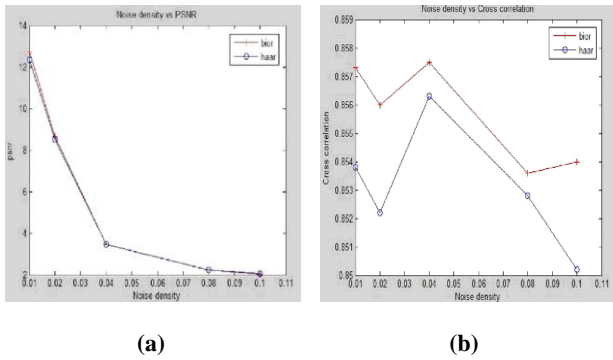 Noise density vs PSNR
bior
haar
14
12
10
8
6
4
2
psnr
0.01 0.02 0.03 0.04 0.05 0.06 0.07 0.08 0.09 0.1 0.11
Noise density
(a)
Noise density vs Cross correlation
bior
haar
0.859
0.858
0.857
0.856
0.855
0.854
0.853
0.852
0.851
0.85
Cross correlation
0.01 0.02 0.03 0.04 0.05 0.06 0.07 0.08 0.09 0.1 0.11
Noise density
(b)